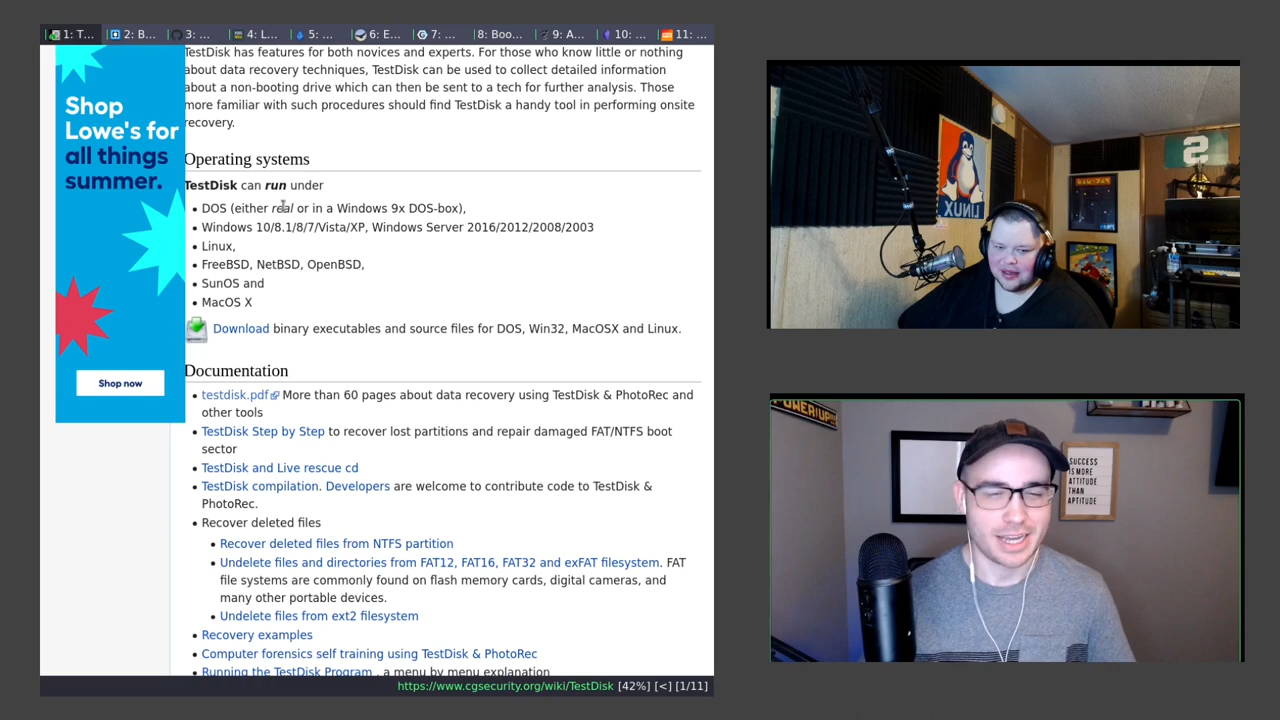 1: T...
2: B...
3: ...
4: L...
5: ...
6: E...
7: ...
8: Boo...
9: A...
10: ...
11: ...
Shop
Lowe's for
all things
summer.
Shop now
TestDisk has features for both novices and experts. For those who know little or nothing
about data recovery techniques, TestDisk can be used to collect detailed information
about a non-booting drive which can then be sent to a tech for further analysis. Those
more familiar with such procedures should find TestDisk a handy tool in performing onsite
recovery.
Operating systems
TestDisk can run under
• DOS (either real or in a Windows 9x DOS-box),
• Windows 10/8.1/8/7/Vista/XP, Windows Server 2016/2012/2008/2003
• Linux,
• FreeBSD, NetBSD, OpenBSD,
• SunOS and
• MacOS X
Download binary executables and source files for DOS, Win32, MacOSX and Linux.
Documentation
• testdisk.pdf More than 60 pages about data recovery using TestDisk & PhotoRec and
other tools
• TestDisk Step by Step to recover lost partitions and repair damaged FAT/NTFS boot
sector
• TestDisk and Live rescue cd
• TestDisk compilation. Developers are welcome to contribute code to TestDisk &
PhotoRec.
• Recover deleted files
• Recover deleted files from NTFS partition
• Undelete files and directories from FAT12, FAT16, FAT32 and exFAT filesystem. FAT
file systems are commonly found on flash memory cards, digital cameras, and
many other portable devices.
• Undelete files from ext2 filesystem
• Recovery examples
• Computer forensics self training using TestDisk & PhotoRec
• Running the TestDisk Program, a menu by menu explanation
https://www.cgsecurity.org/wiki/TestDisk [42%] [<] [1/11]
LINUX
POWER UP
SUCCESS
IS MORE
ATTITUDE
THAN
APTITUDE